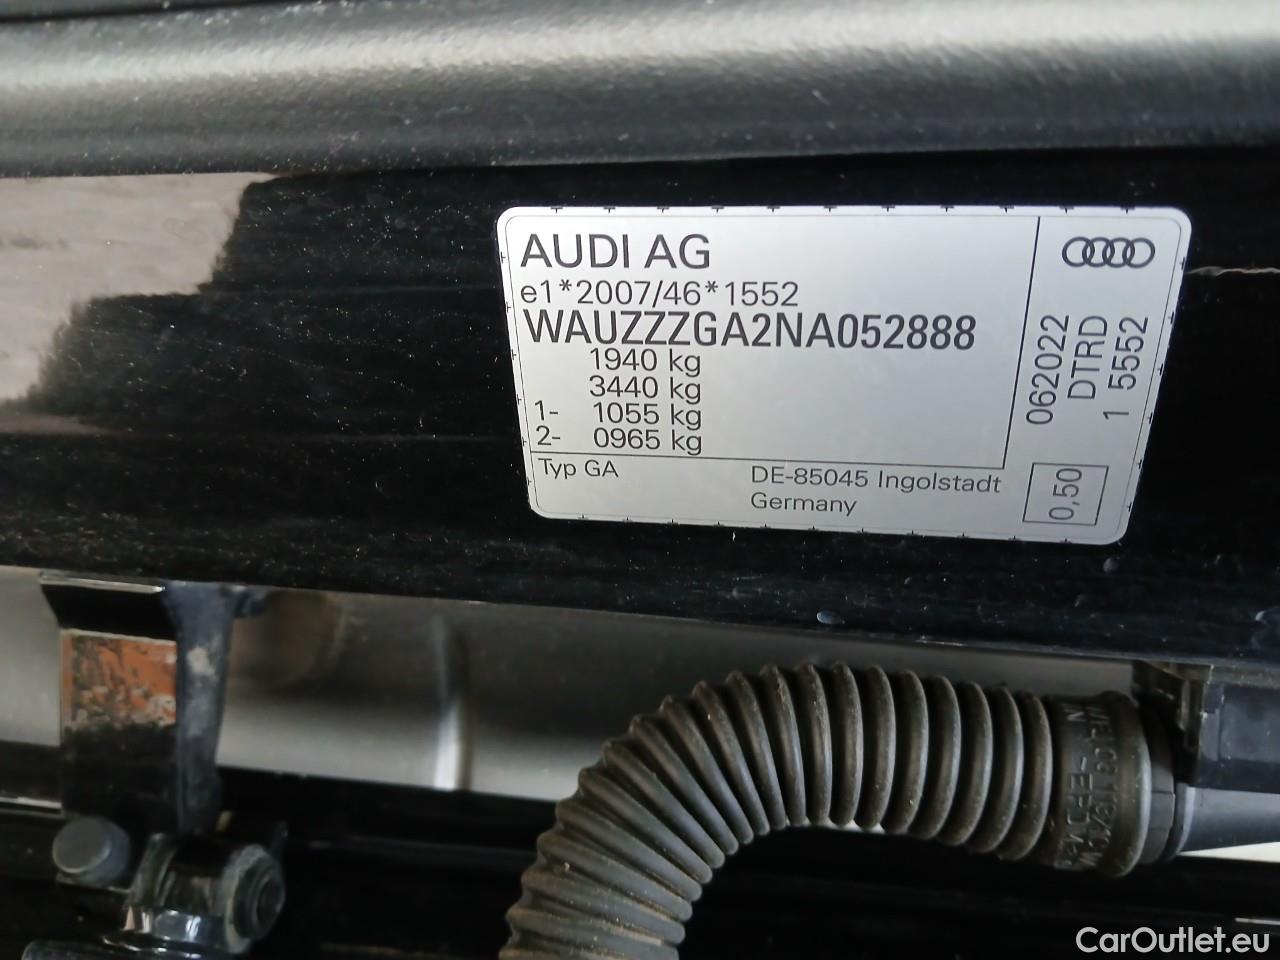 AUDI AG
e1*2007/46*1552
WAUZZZGA2NA052888
1940 kg
3440 kg
1- 1055 kg
2- 0965 kg
Typ GA
DE-85045 Ingolstadt
Germany
062022
DTRD
1 5552
0,50
CarOutlet.eu